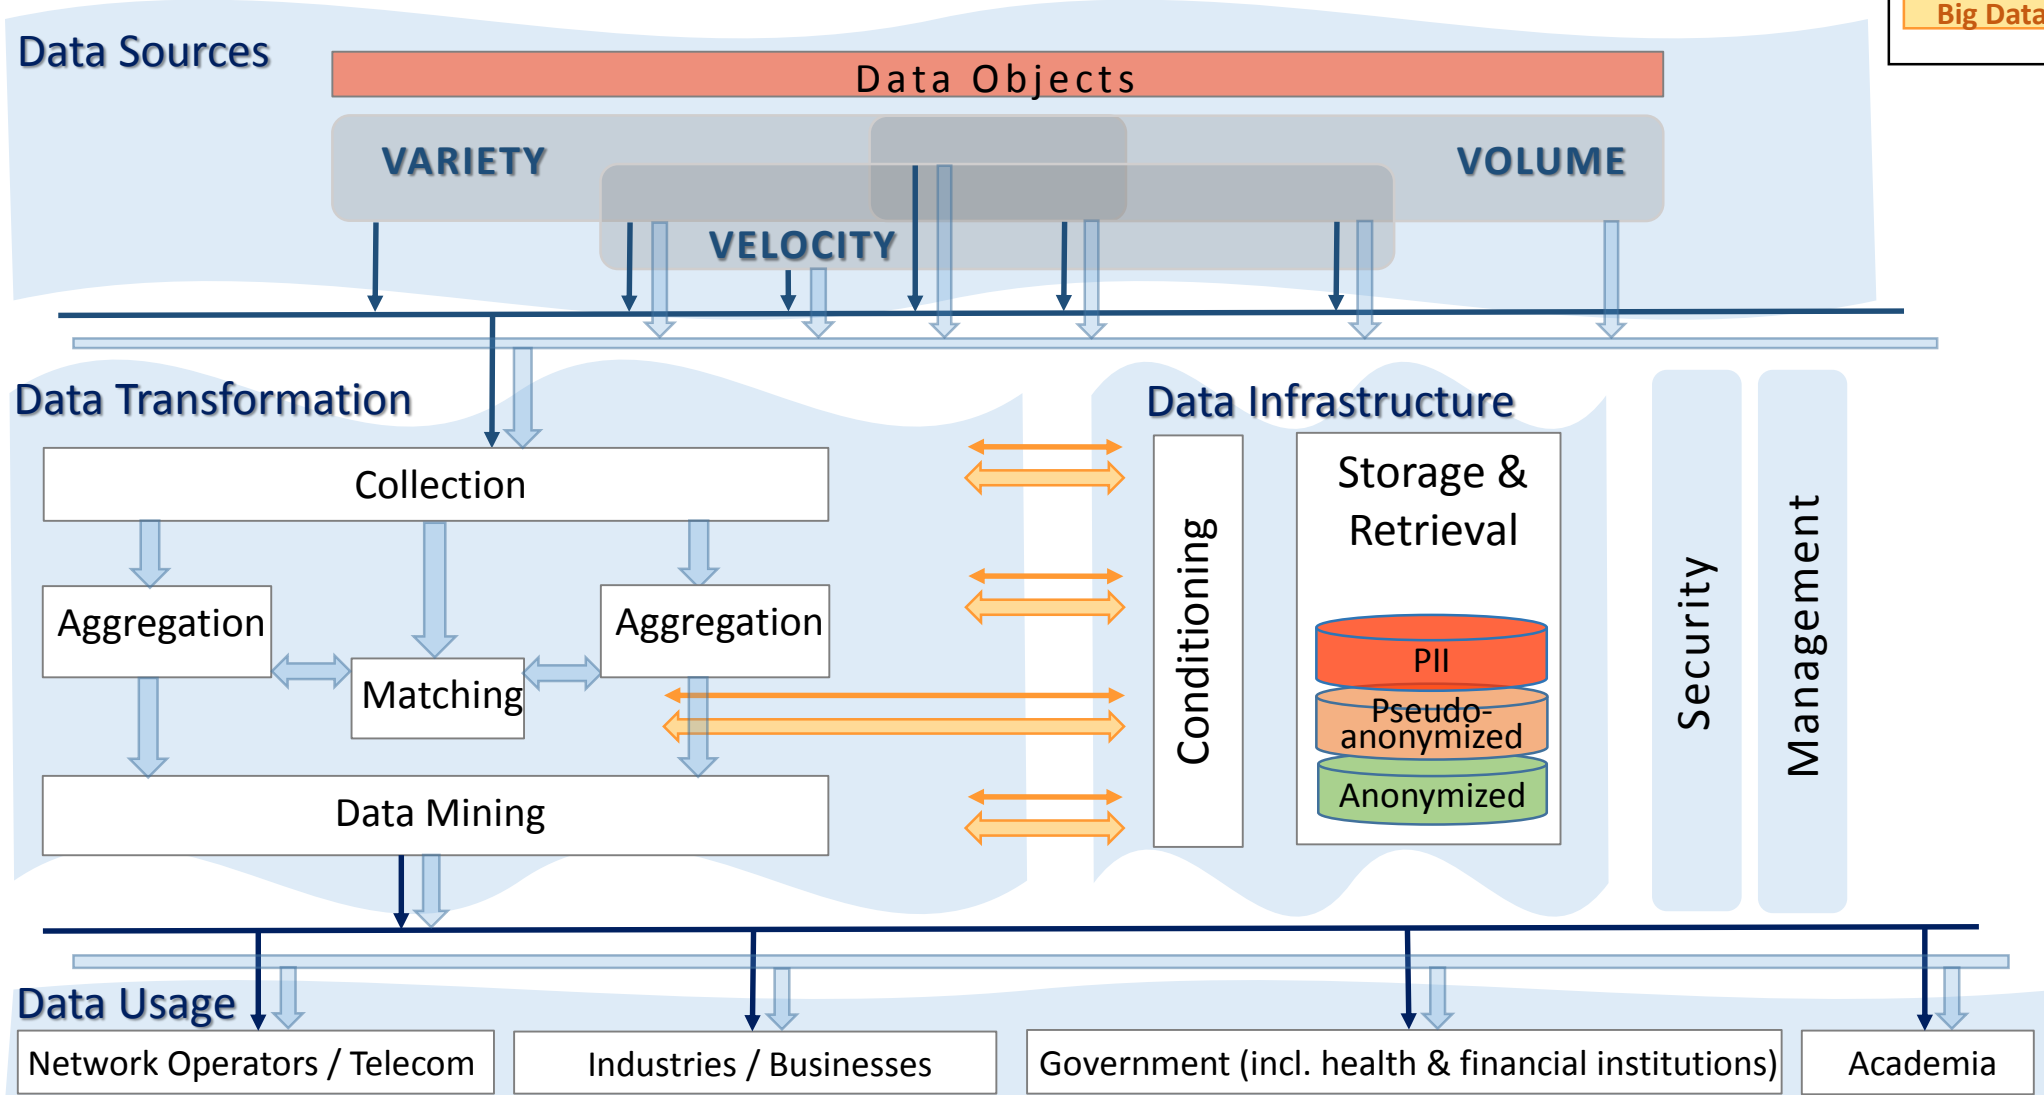 Big Data
Data Sources
Data Objects
VARIETY
VOLUME
VELOCITY
Data Transformation
Data Infrastructure
Collection
Aggregation
Aggregation
Matching
Data Mining
Conditioning
Storage &
Retrieval
PII
Pseudo-
anonymized
Anonymized
Security
Management
Data Usage
Network Operators / Telecom
Industries / Businesses
Government (incl. health & financial institutions)
Academia